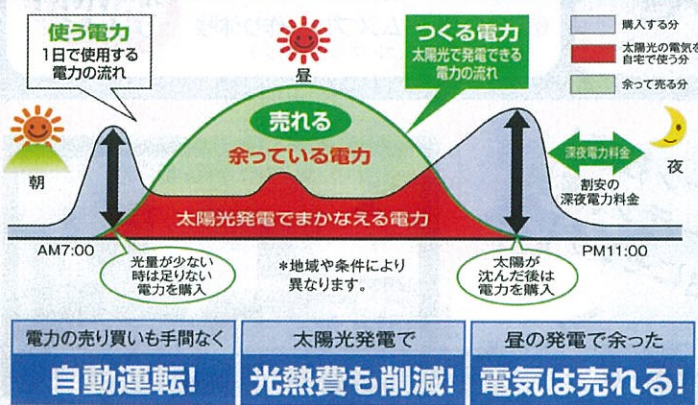 使う電力
1日で使用する
電力の流れ
昼
つくる電力
太陽光で発電できる
電力の流れ
購入する分
太陽光の電気を
自宅で使う分
余って売る分
朝
売れる
余っている電力
太陽光発電でまかなえる電力
深夜電力料金
割安の
深夜電力料金
夜
AM7:00
光量が少ない
時は足りない
電力を購入
*地域や条件により
異なります。
太陽が
沈んだ後は
電力を購入
PM11:00
電力の売り買いも手間なく
自動運転!
太陽光発電で
光熱費も削減!
昼の発電で余った
電気は売れる!